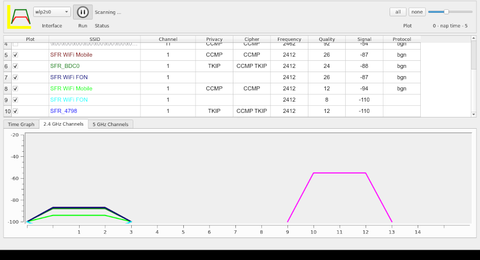 wlp2s0 Scanning ... all none
Interface Run Status Plot 0 - nap time - 5
Plot SSID Channel Privacy Cipher Frequency Quality Signal Protocol
4 11 CCMP CCMP 2462 92 -54 bgn
5 SFR WiFi Mobile 1 CCMP CCMP 2412 26 -87 bgn
6 SFR_BDC0 1 TKIP CCMP TKIP 2412 24 -88 bgn
7 SFR WiFi FON 1 2412 26 -87
8 SFR WiFi Mobile 1 CCMP CCMP 2412 12 -94 bgn
9 SFR WiFi FON 1 2412 8 -110
10 SFR_4798 1 TKIP CCMP TKIP 2412 12 -110
Time Graph 2.4 GHz Channels 5 GHz Channels
-20
-40
-60
-80
-100
1 2 3 4 5 6 7 8 9 10 11 12 13 14